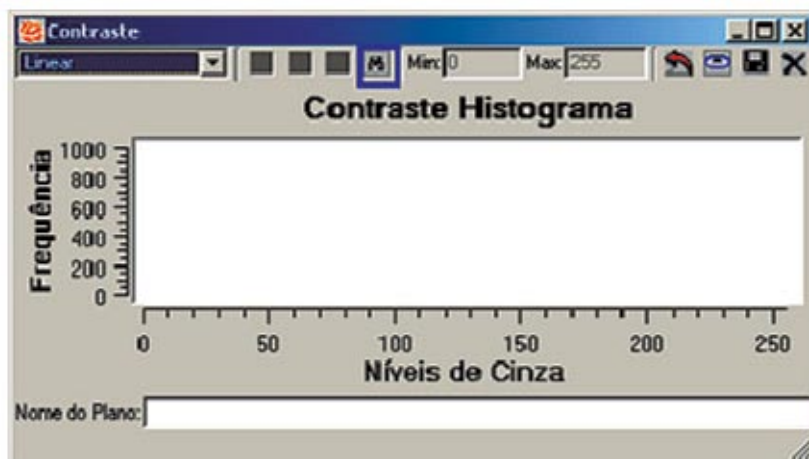 Contraste
Linear Min: 0 Max: 255
Contraste Histograma
Frequência
1000
800
600
400
200
0
0 50 100 150 200 250
Níveis de Cinza
Nome do Plano: